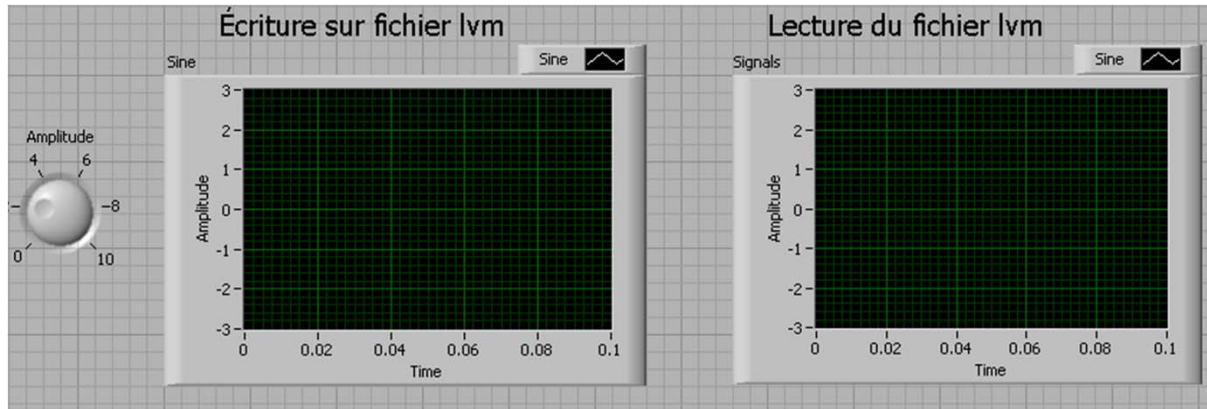 Écriture sur fichier lvm
Sine
Sine
3
2
1
0
-1
-2
-3
Amplitude
0
0.02
0.04
0.06
0.08
0.1
Time
Lecture du fichier lvm
Signals
Sine
3
2
1
0
-1
-2
-3
Amplitude
0
0.02
0.04
0.06
0.08
0.1
Time
Amplitude
4
6
8
0
10